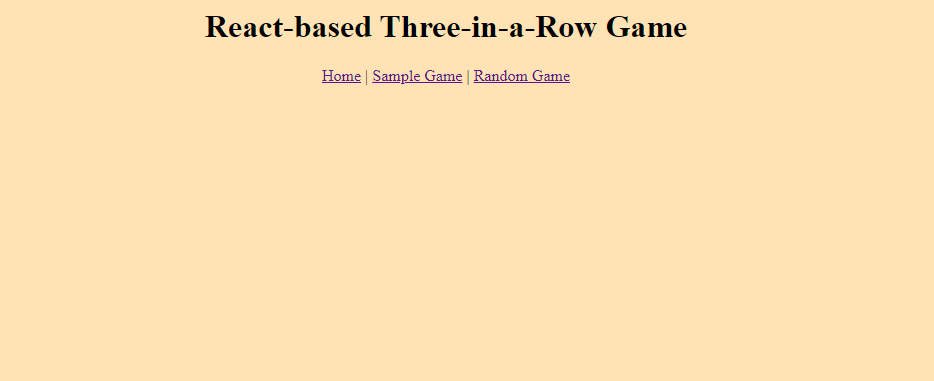 React-based Three-in-a-Row Game
Home | Sample Game | Random Game